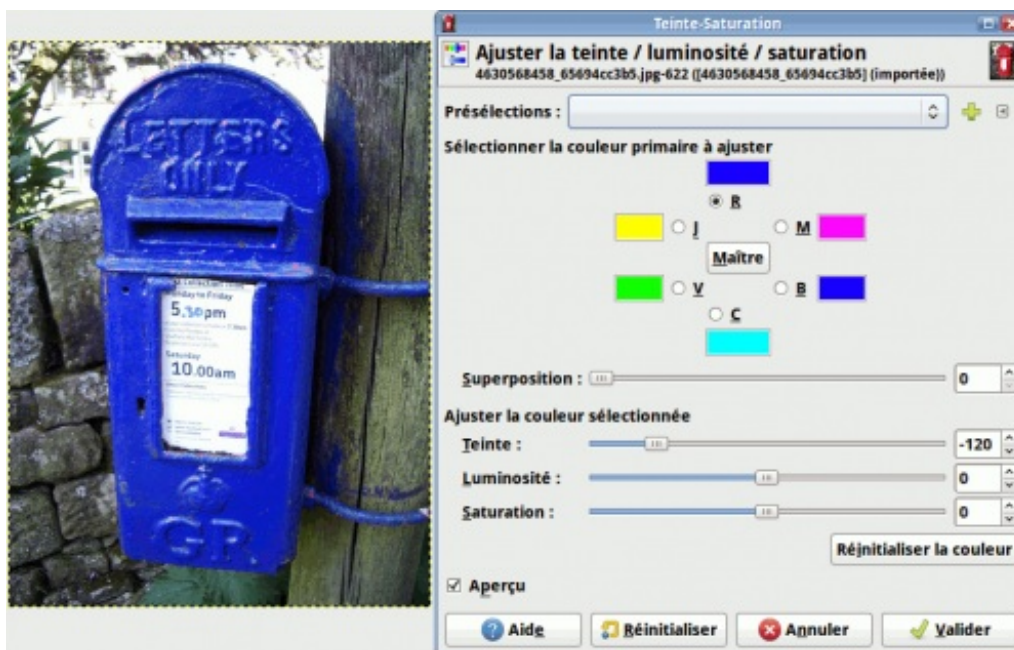 LETTERS
ONLY
Friday
5.30pm
Saturday
10.00am
GR
Teinte-Saturation
Ajuster la teinte / luminosité / saturation
4630568458_65694cc3b5.jpg-622 ([4630568458_65694cc3b5] (importée))
Présélections :
Sélectionner la couleur primaire à ajuster
R
J M
Maître
V B
C
Superposition : 0
Ajuster la couleur sélectionnée
Teinte : -120
Luminosité : 0
Saturation : 0
Réinitialiser la couleur
Aperçu
Aide Réinitialiser Annuler Valider